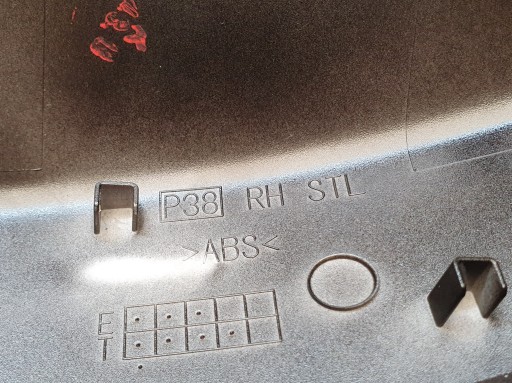 P38 RH STL
>ABS<
E
T